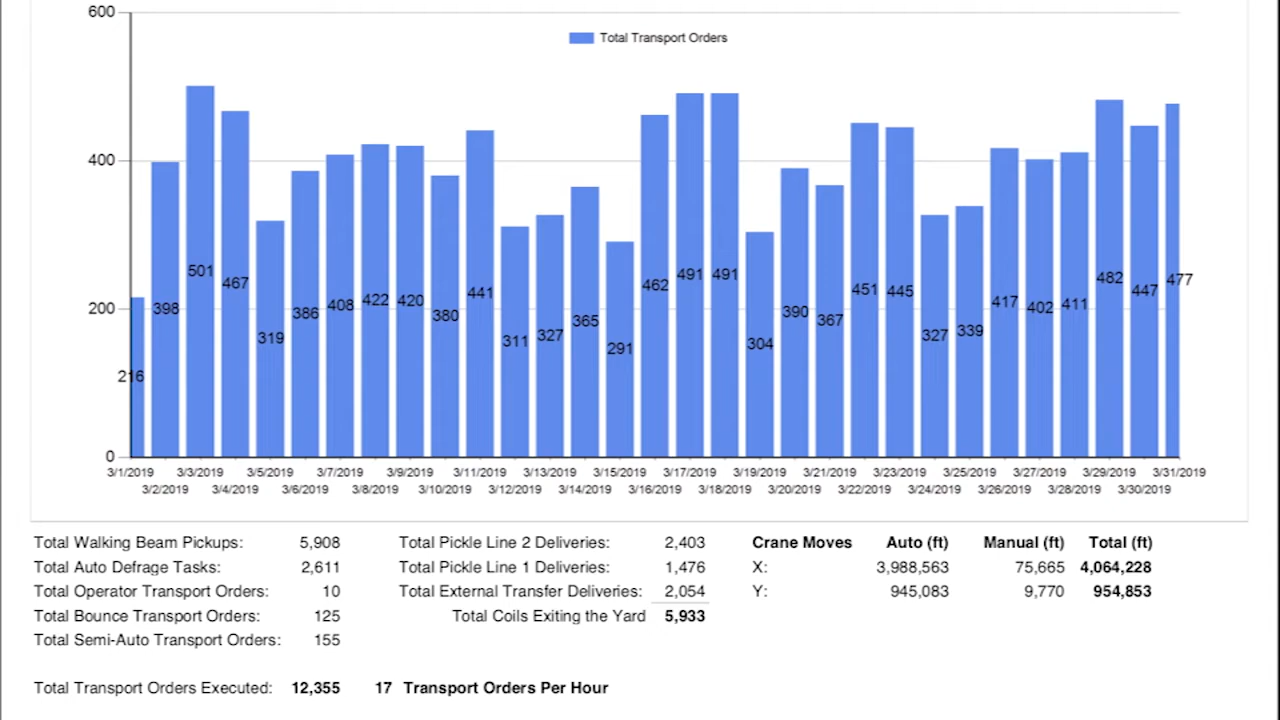 600
Total Transport Orders
400
200
0
216 398 501 467 319 386 408 422 420 380 441 311 327 365 291 462 491 491 304 390 367 451 445 327 339 417 402 411 482 447 477
3/1/2019 3/3/2019 3/5/2019 3/7/2019 3/9/2019 3/11/2019 3/13/2019 3/15/2019 3/17/2019 3/19/2019 3/21/2019 3/23/2019 3/25/2019 3/27/2019 3/29/2019 3/31/2019
3/2/2019 3/4/2019 3/6/2019 3/8/2019 3/10/2019 3/12/2019 3/14/2019 3/16/2019 3/18/2019 3/20/2019 3/22/2019 3/24/2019 3/26/2019 3/28/2019 3/30/2019
Total Walking Beam Pickups: 5,908 Total Pickle Line 2 Deliveries: 2,403 Crane Moves Auto (ft) Manual (ft) Total (ft)
Total Auto Defrage Tasks: 2,611 Total Pickle Line 1 Deliveries: 1,476 X: 3,988,563 75,665 4,064,228
Total Operator Transport Orders: 10 Total External Transfer Deliveries: 2,054 Y: 945,083 9,770 954,853
Total Bounce Transport Orders: 125 Total Coils Exiting the Yard 5,933
Total Semi-Auto Transport Orders: 155
Total Transport Orders Executed: 12,355 17 Transport Orders Per Hour